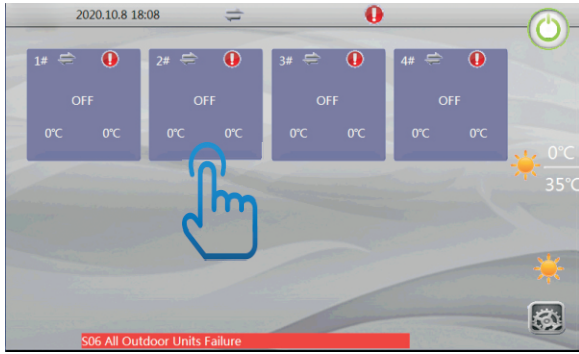 2020.10.8 18:08
1# 2# 3# 4#
OFF OFF OFF OFF
0℃ 0℃ 0℃ 0℃ 0℃ 0℃ 0℃ 0℃
0℃
35℃
S06 All Outdoor Units Failure